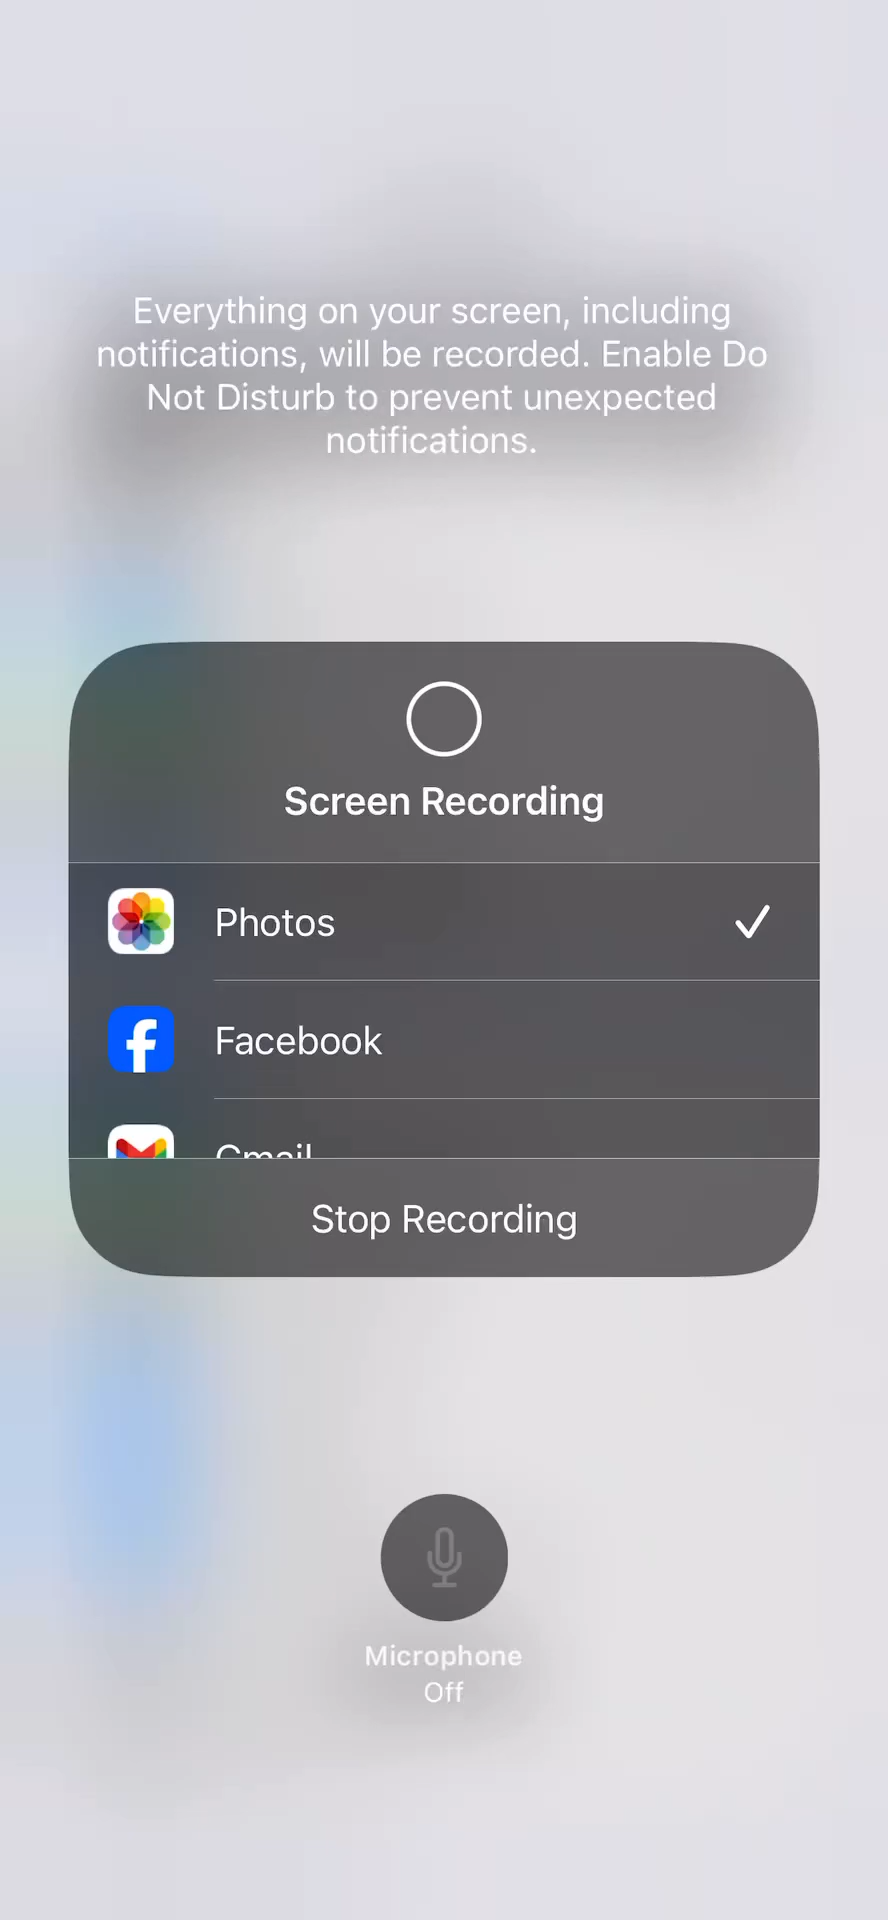 Everything on your screen, including
notifications, will be recorded. Enable Do
Not Disturb to prevent unexpected
notifications.
Screen Recording
Photos
Facebook
Gmail
Stop Recording
Microphone
Off